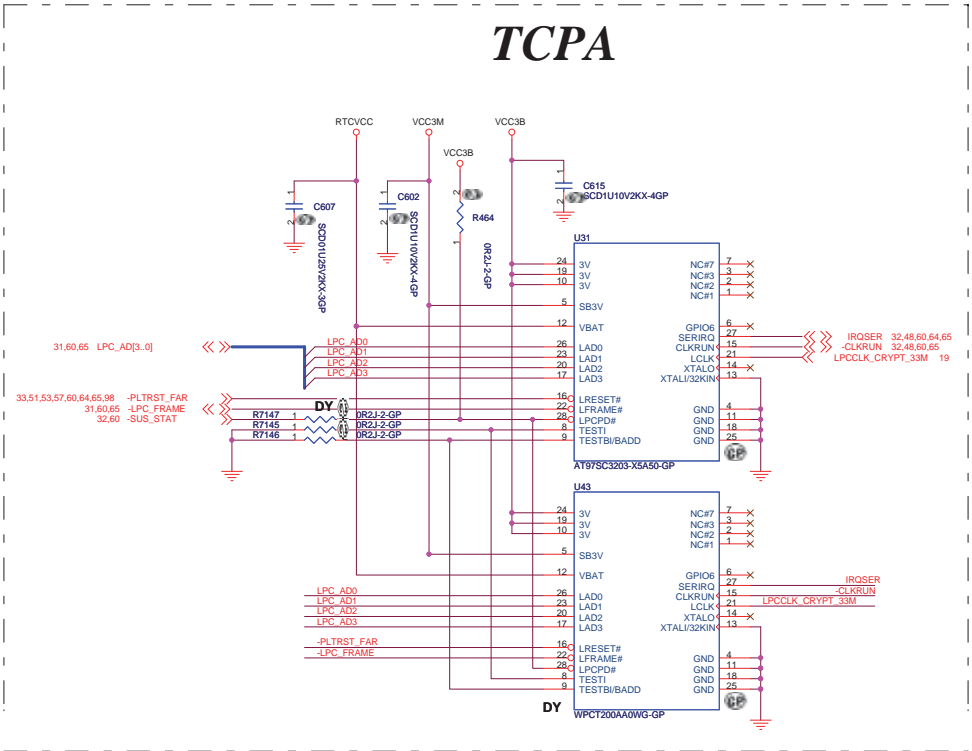 TCPA
RTCVCC VCC3M VCC3B
VCC3B
1 C607 2 SCD01U25V2KX-3GP
1 C602 2 SCD1U10V2KX-4GP
2 R464 1 0R2J-2-GP
1 C615 2 SCD1U10V2KX-4GP
U31
24 3V NC#7 7
19 3V NC#3 3
10 3V NC#2 2
NC#1 1
5 SB3V
12 VBAT GPIO6 6
SERIRQ 27 IRQSER 32,48,60,64,65
31,60,65 LPC_AD[3..0] LPC_AD0 26 LAD0 CLKRUN 15 -CLKRUN 32,48,60,65
LPC_AD1 23 LAD1 LCLK 21 LPCCLK_CRYPT_33M 19
LPC_AD2 20 LAD2 XTALO 14
LPC_AD3 17 LAD3 XTALI/32KIN 13
33,51,53,57,60,64,65,98 -PLTRST_FAR 16 LRESET#
31,60,65 -LPC_FRAME DY 22 LFRAME# GND 4
32,60 -SUS_STAT R7147 1 0R2J-2-GP 28 LPCPD# GND 11
R7145 1 0R2J-2-GP 8 TESTI GND 18
R7146 1 9 TESTBI/BADD GND 25
GP
AT97SC3203-X5A50-GP
U43
24 3V NC#7 7
19 3V NC#3 3
10 3V NC#2 2
NC#1 1
5 SB3V
12 VBAT GPIO6 6
SERIRQ 27 IRQSER
LPC_AD0 26 LAD0 CLKRUN 15 -CLKRUN
LPC_AD1 23 LAD1 LCLK 21 LPCCLK_CRYPT_33M
LPC_AD2 20 LAD2 XTALO 14
LPC_AD3 17 LAD3 XTALI/32KIN 13
-PLTRST_FAR 16 LRESET#
-LPC_FRAME 22 LFRAME# GND 4
28 LPCPD# GND 11
8 TESTI GND 18
9 TESTBI/BADD GND 25
GP
DY WPCT200AA0WG-GP